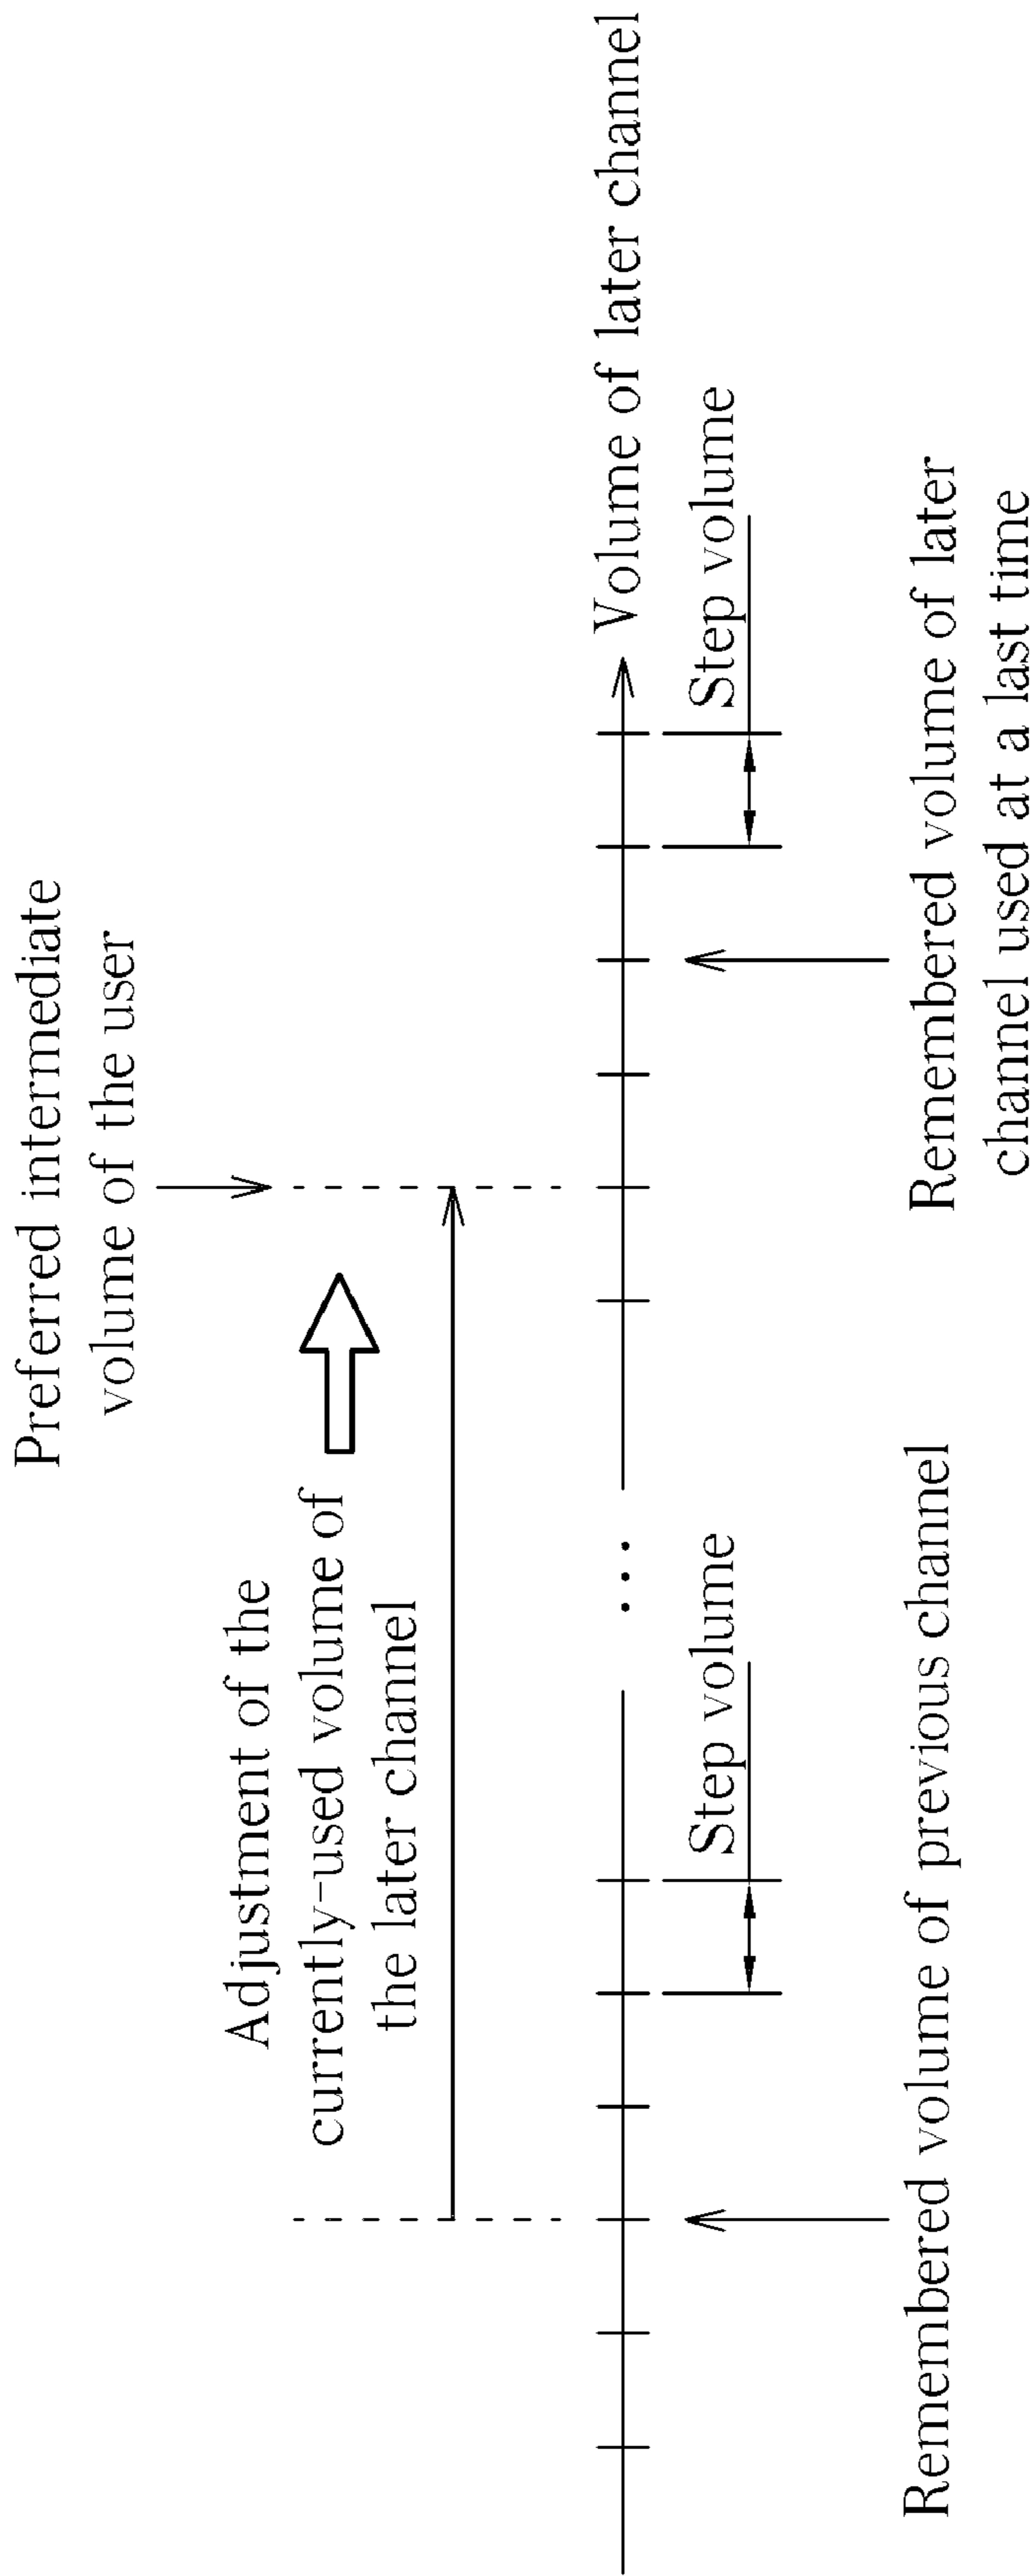 Preferred intermediate
volume of the user
Adjustment of the
currently-used volume of
the later channel
Volume of later channel
Step volume
Step volume
Remembered volume of previous channel
Remembered volume of later
channel used at a last time